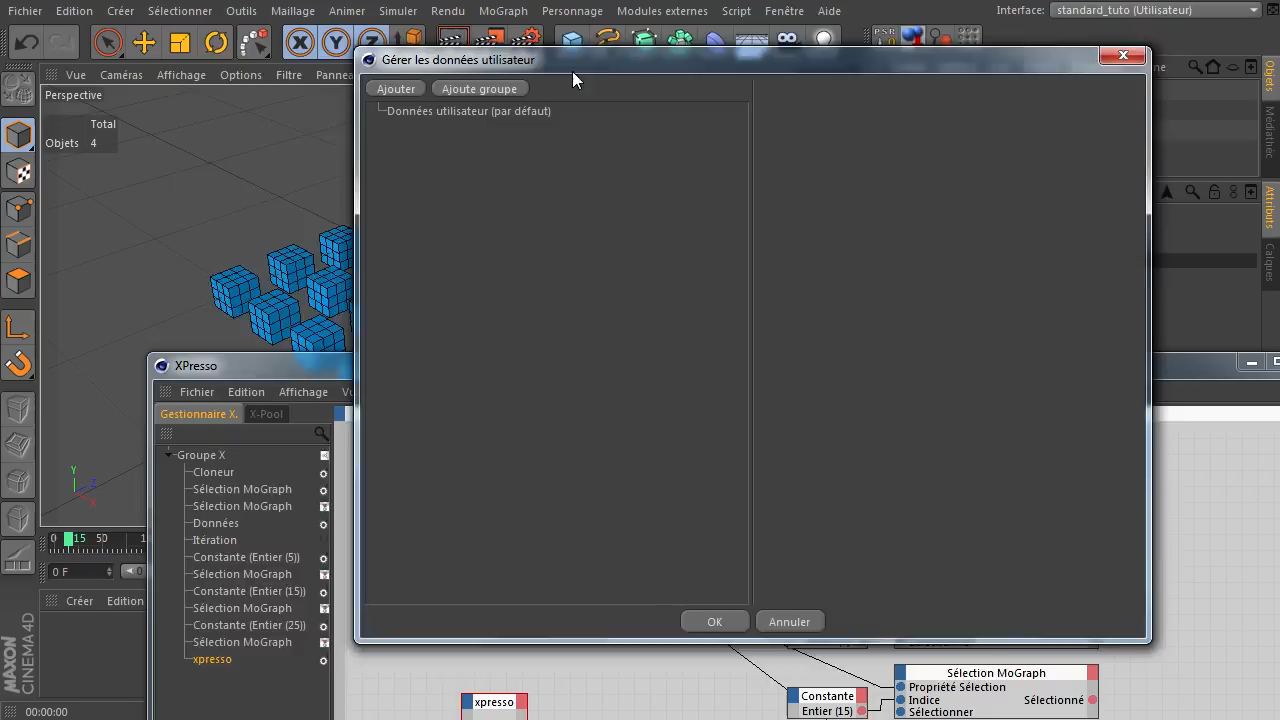 Fichier Edition Créer Sélectionner Outils Maillage Animer Simuler Rendu MoGraph Personnage Modules externes Script Fenêtre Aide Interface: standard_tuto (Utilisateur)
X Y PSR
Gérer les données utilisateur
Vue Caméras Affichage Options Filtre Pannea
Ajouter Ajoute groupe
Perspective
Données utilisateur (par défaut)
Total
Objets 4
Objets
Médiathèc
Attributs
Calques
XPresso
Fichier Edition Affichage
Gestionnaire X. X-Pool
Groupe X
Cloneur
Sélection MoGraph
Sélection MoGraph
Données
Itération
Constante (Entier (5))
Sélection MoGraph
Constante (Entier (15))
Sélection MoGraph
Constante (Entier (25))
Sélection MoGraph
xpresso
Y
Z
X
0 15 50
0 F
Créer Edition
OK Annuler
Sélection MoGraph
Propriété Sélection
Indice Sélectionné
Sélectionner
Constante
Entier (15)
xpresso
MAXON
CINEMA 4D
00:00:00